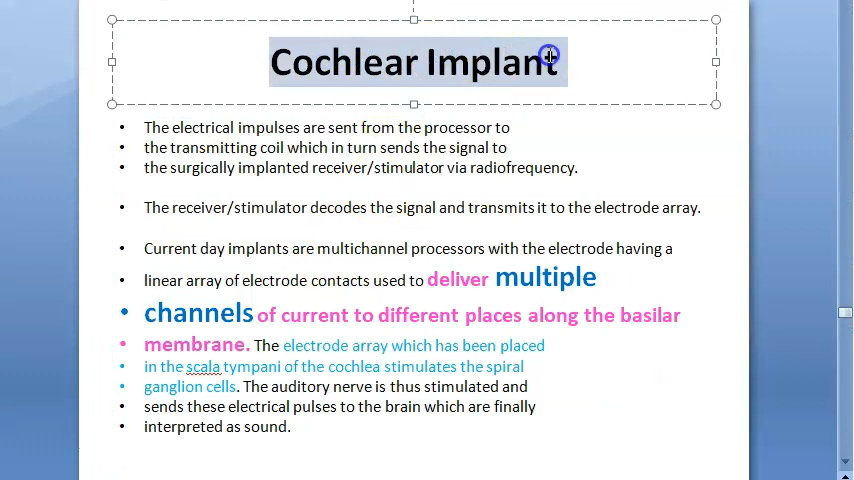 Cochlear Implant
• The electrical impulses are sent from the processor to
• the transmitting coil which in turn sends the signal to
• the surgically implanted receiver/stimulator via radiofrequency.
• The receiver/stimulator decodes the signal and transmits it to the electrode array.
• Current day implants are multichannel processors with the electrode having a
• linear array of electrode contacts used to deliver multiple
• channels of current to different places along the basilar
• membrane. The electrode array which has been placed
• in the scala tympani of the cochlea stimulates the spiral
• ganglion cells. The auditory nerve is thus stimulated and
• sends these electrical pulses to the brain which are finally
• interpreted as sound.